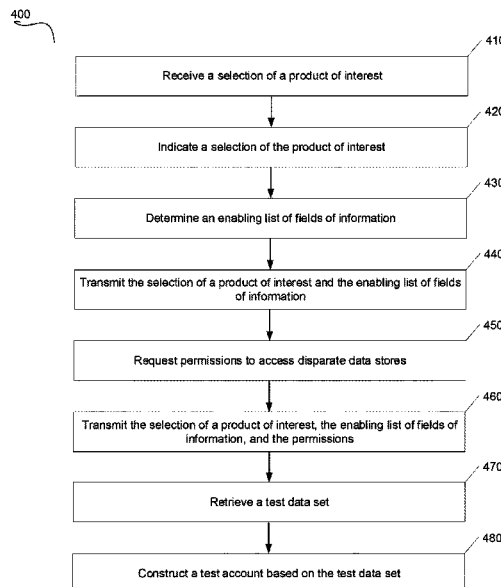 400
410
Receive a selection of a product of interest
420
Indicate a selection of the product of interest
430
Determine an enabling list of fields of information
440
Transmit the selection of a product of interest and the enabling list of fields
of information
450
Request permissions to access disparate data stores
460
Transmit the selection of a product of interest, the enabling list of fields of
information, and the permissions
470
Retrieve a test data set
480
Construct a test account based on the test data set